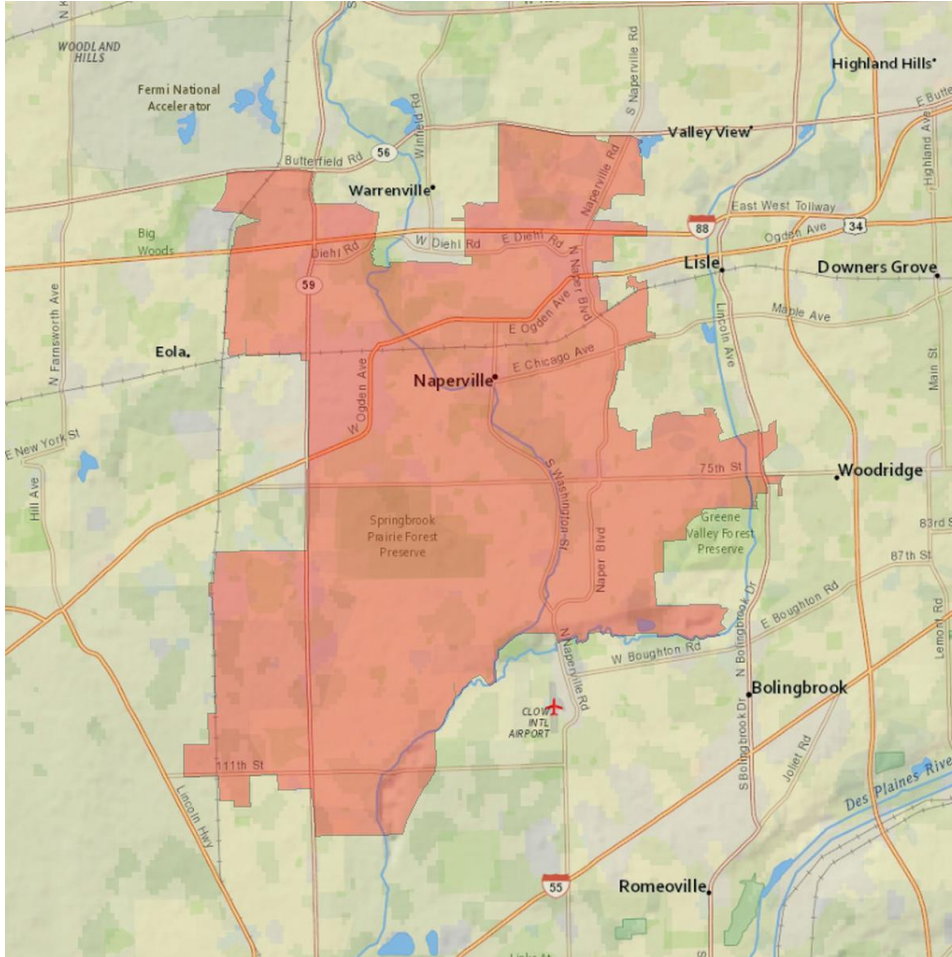 WOODLAND
HILLS
Fermi National
Accelerator
S Naperville Rd
Highland Hills
E Butte
Valley View
Highland Ave
Butterfield Rd
56
Winfield Rd
Warrenville
Naperville Rd
East West Tollway
88
34
Ogden Ave
Big
Woods
Diehl Rd
W Diehl Rd
E Diehl Rd
Lisle
Downers Grove
59
N Naper Blvd
N Farnsworth Ave
E Ogden Ave
Maple Ave
Lincoln Ave
Eola
E Chicago Ave
Main St
Naperville
W Ogden Ave
E New York St
Hill Ave
75th St
Woodridge
S Washington St
Springbrook
Prairie Forest
Preserve
Greene
Valley Forest
Preserve
83rd S
87th St
Naper Blvd
E Boughton Rd
N Bolingbrook Dr
Lemont Rd
W Boughton Rd
N Naperville Rd
Bolingbrook
CLOW
INTL
AIRPORT
S Bolingbrook Dr
Joliet Rd
111th St
Des Plaines Rive
Lincoln Hwy
55
Romeoville
S